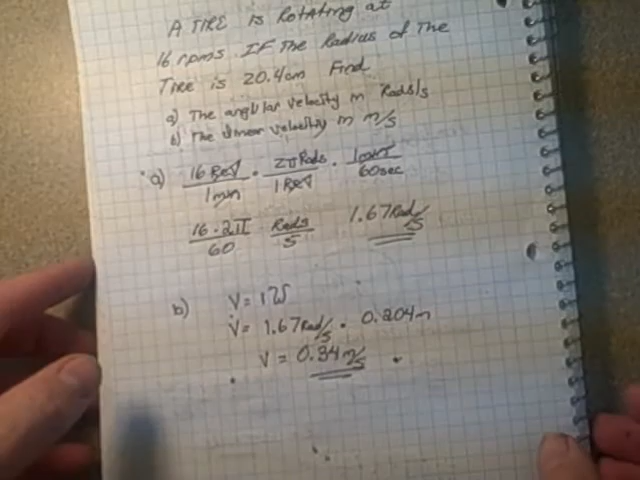 A TIRE is Rotating at
16 rpms. IF The Radius of The
Tire is 20.4cm Find
a) The angular velocity in Rads/s
b) The linear velocity in m/s
a) 16 Rev/1min · 2π Rads/1 Rev · 1min/60sec
16·2π/60 Rads/s 1.67 Rad/s
b) V = rω
V = 1.67 Rad/s · 0.204m
V = 0.34 m/s